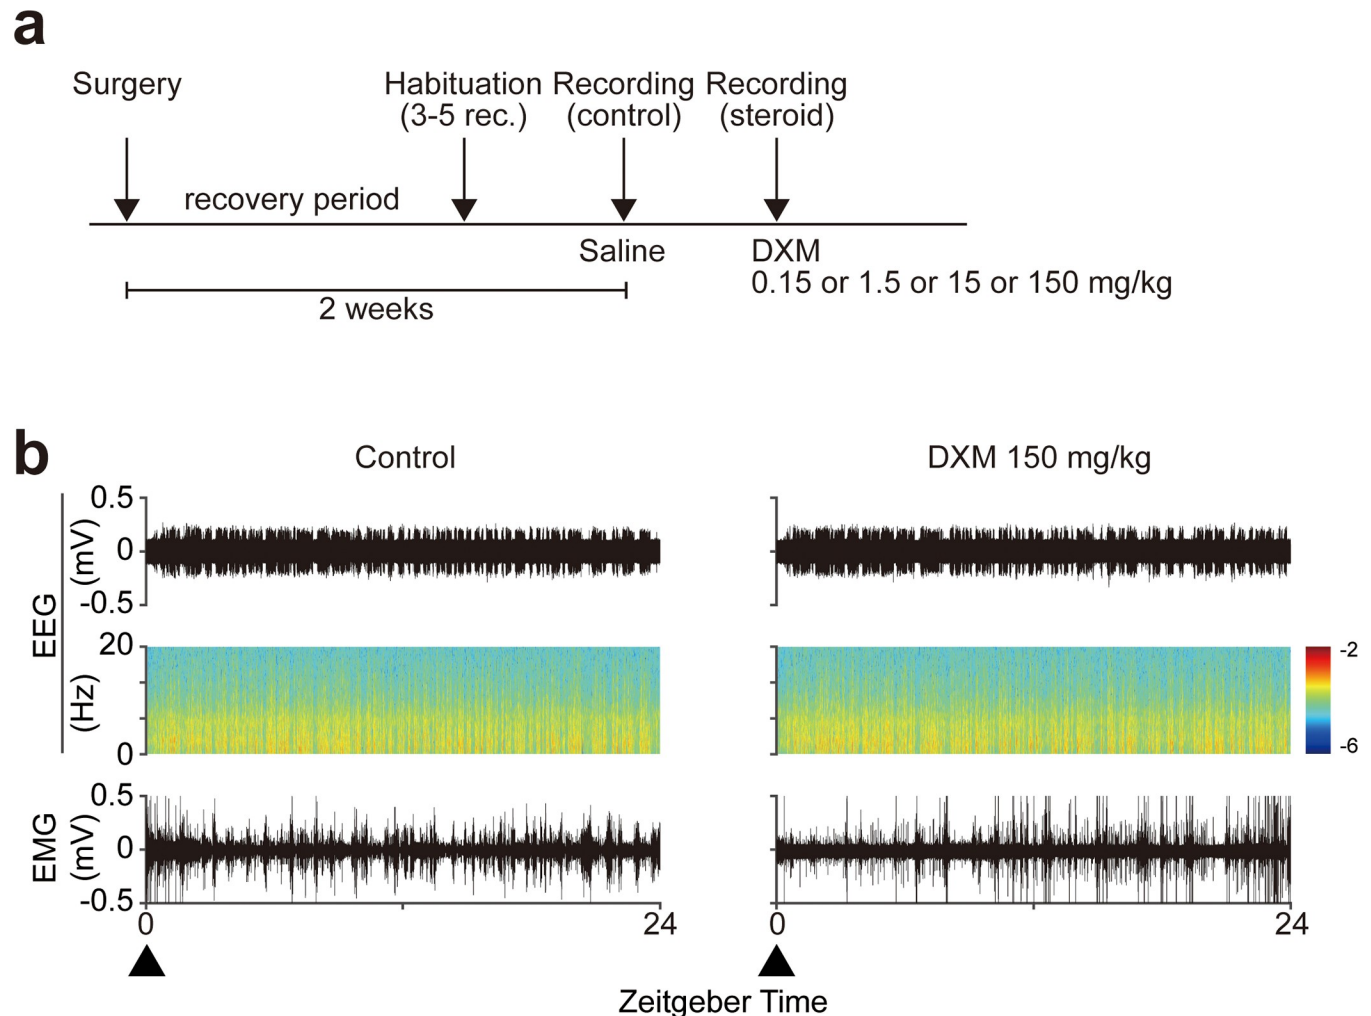 a
Surgery
Habituation
(3-5 rec.)
Recording
(control)
Recording
(steroid)
recovery period
Saline
DXM
0.15 or 1.5 or 15 or 150 mg/kg
2 weeks
b
Control
DXM 150 mg/kg
EEG
(mV)
0.5
0
-0.5
(Hz)
20
0
-2
-6
EMG
(mV)
0.5
0
-0.5
0
24
0
24
Zeitgeber Time